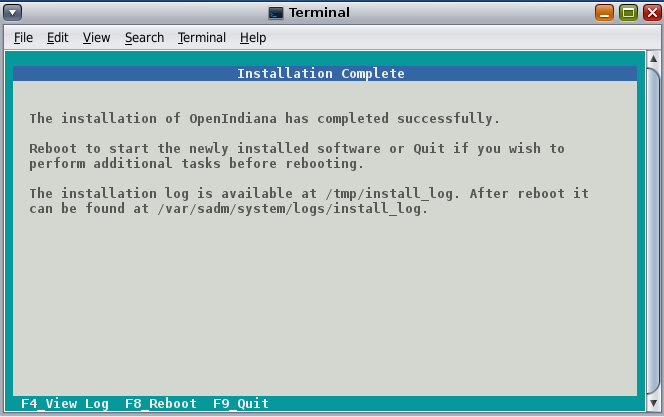 Terminal
File Edit View Search Terminal Help
Installation Complete
The installation of OpenIndiana has completed successfully.
Reboot to start the newly installed software or Quit if you wish to
perform additional tasks before rebooting.
The installation log is available at /tmp/install_log. After reboot it
can be found at /var/sadm/system/logs/install_log.
F4_View Log F8_Reboot F9_Quit